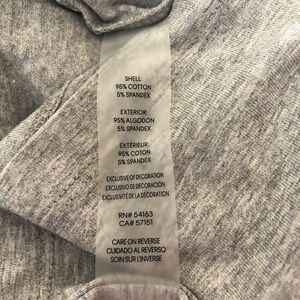 SHELL:
95% COTTON
5% SPANDEX
EXTERIOR:
95% ALGODON
5% SPANDEX
EXTÉRIEUR:
95% COTON
5% SPANDEX
EXCLUSIVE OF DECORATION
EXCLUSIVO DE DECORACIÓN
EXCLUSIVITÉ DE LA DÉCORATION
RN# 54163
CA# 57151
CARE ON REVERSE
CUIDADO AL REVERSO
SOIN SUR L'INVERSE